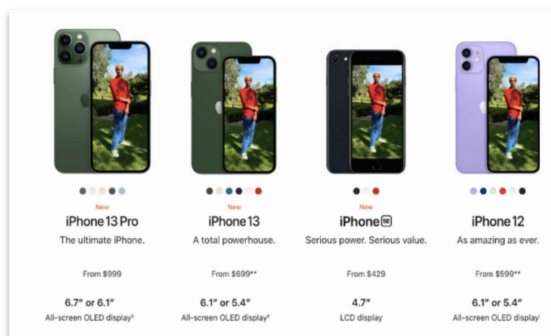 New
iPhone 13 Pro
The ultimate iPhone.
From $999
6.7" or 6.1"
All-screen OLED display¹
New
iPhone 13
A total powerhouse.
From $699**
6.1" or 5.4"
All-screen OLED display¹
New
iPhone SE
Serious power. Serious value.
From $429
4.7"
LCD display
iPhone 12
As amazing as ever.
From $599**
6.1" or 5.4"
All-screen OLED display¹